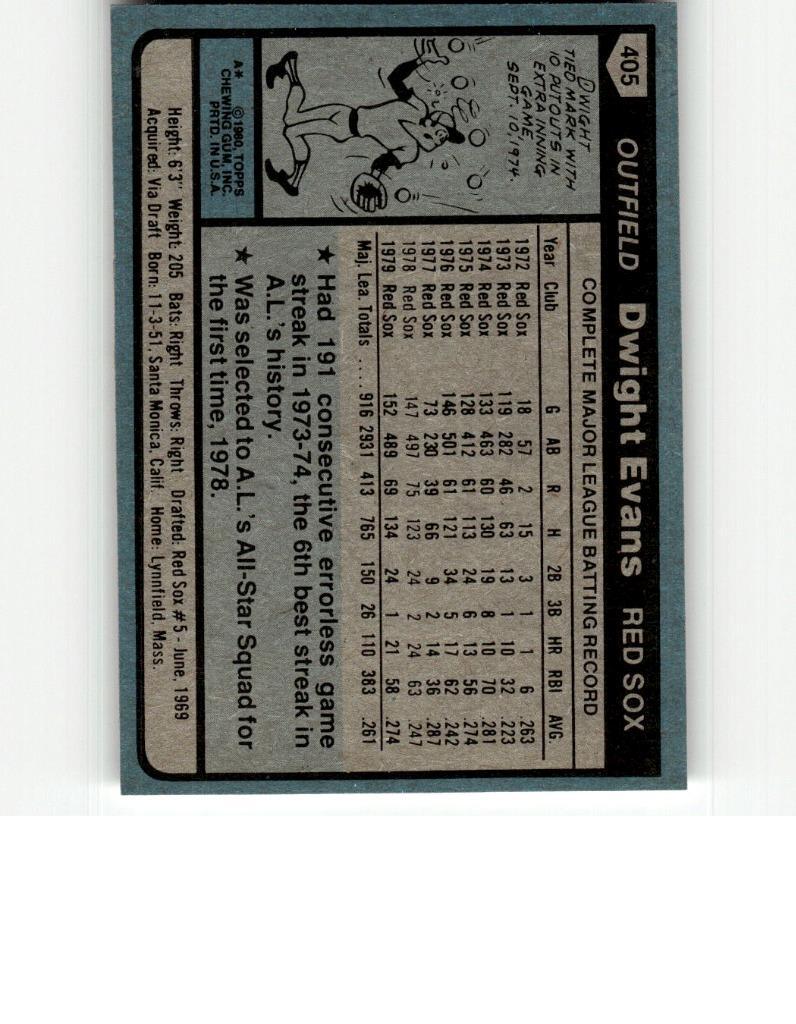 405 OUTFIELD Dwight Evans RED SOX
DWIGHT
TIED MARK WITH
10 PUTOUTS IN
EXTRA INNING
GAME,
SEPT. 10, 1974.
A* ©1980, TOPPS
CHEWING GUM, INC.
PRTD. IN U.S.A.
COMPLETE MAJOR LEAGUE BATTING RECORD
Year Club G AB R H 2B 3B HR RBI AVG.
1972 Red Sox 18 57 2 15 3 1 1 6 .263
1973 Red Sox 119 282 46 63 13 1 10 32 .223
1974 Red Sox 133 463 60 130 19 8 10 70 .281
1975 Red Sox 128 412 61 113 24 6 13 56 .274
1976 Red Sox 146 501 61 121 34 5 17 62 .242
1977 Red Sox 73 230 39 66 9 2 14 36 .287
1978 Red Sox 147 497 75 123 24 2 24 63 .247
1979 Red Sox 152 489 69 134 24 1 21 58 .274
Maj. Lea. Totals .... 916 2931 413 765 150 26 110 383 .261
★ Had 191 consecutive errorless game
streak in 1973-74, the 6th best streak in
A.L.'s history.
★ Was selected to A.L.'s All-Star Squad for
the first time, 1978.
Height: 6'3" Weight: 205 Bats: Right Throws: Right Drafted: Red Sox #5 - June, 1969
Acquired: Via Draft Born: 11-3-51, Santa Monica, Calif. Home: Lynnfield, Mass.